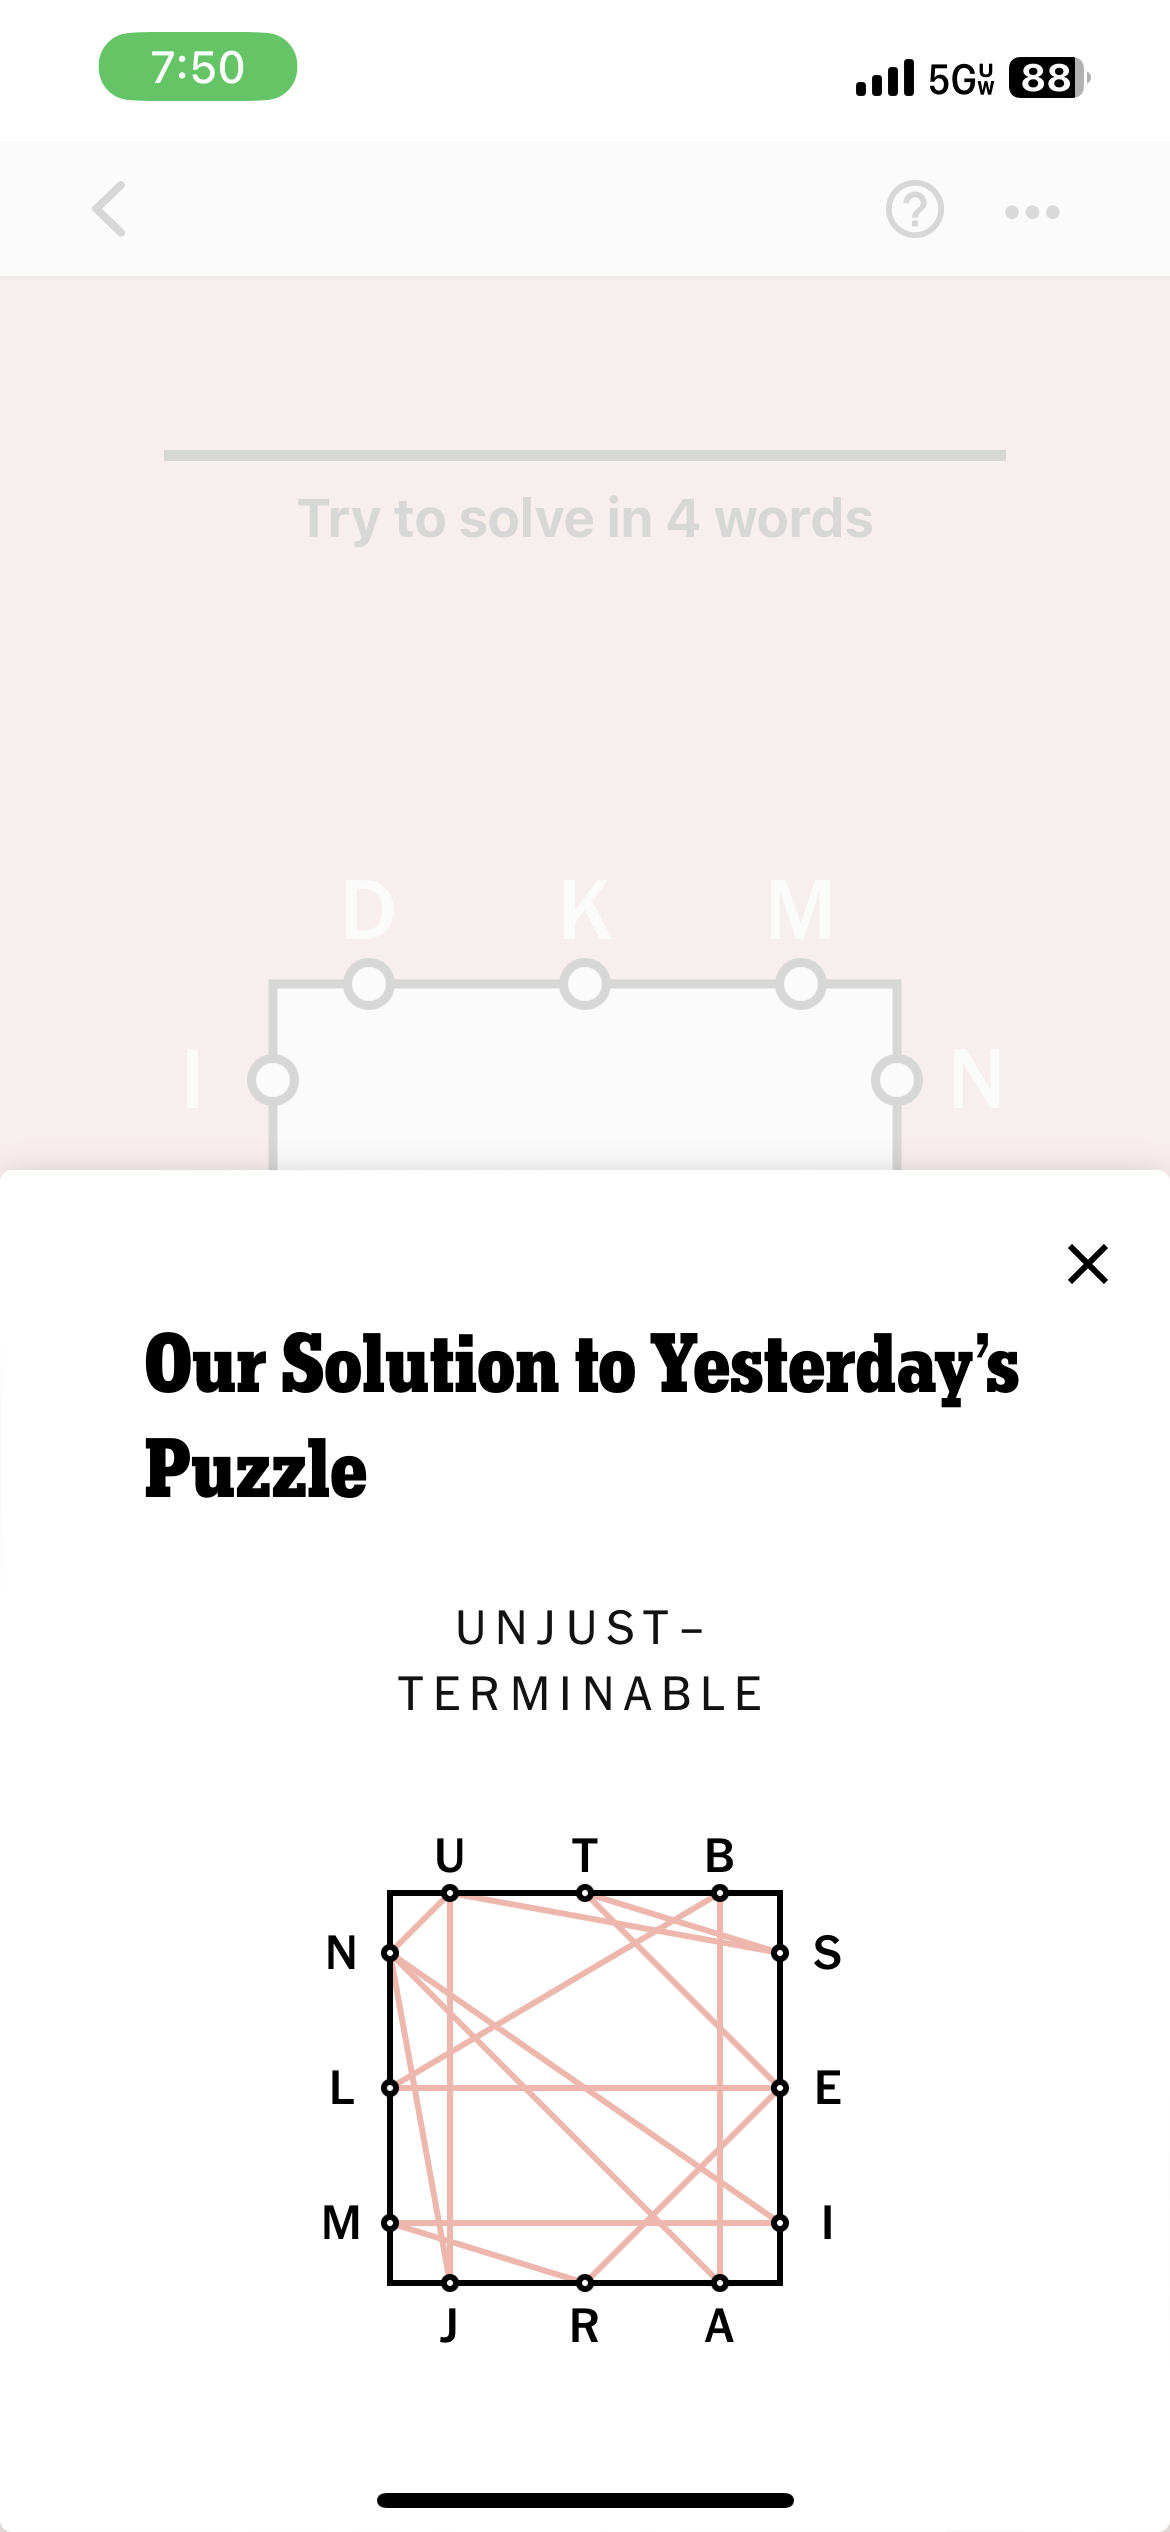 7:50 5G UW 88
?
Try to solve in 4 words
D K M
I N
Our Solution to Yesterday’s
Puzzle
UNJUST–
TERMINABLE
U T B
N S
L E
M I
J R A